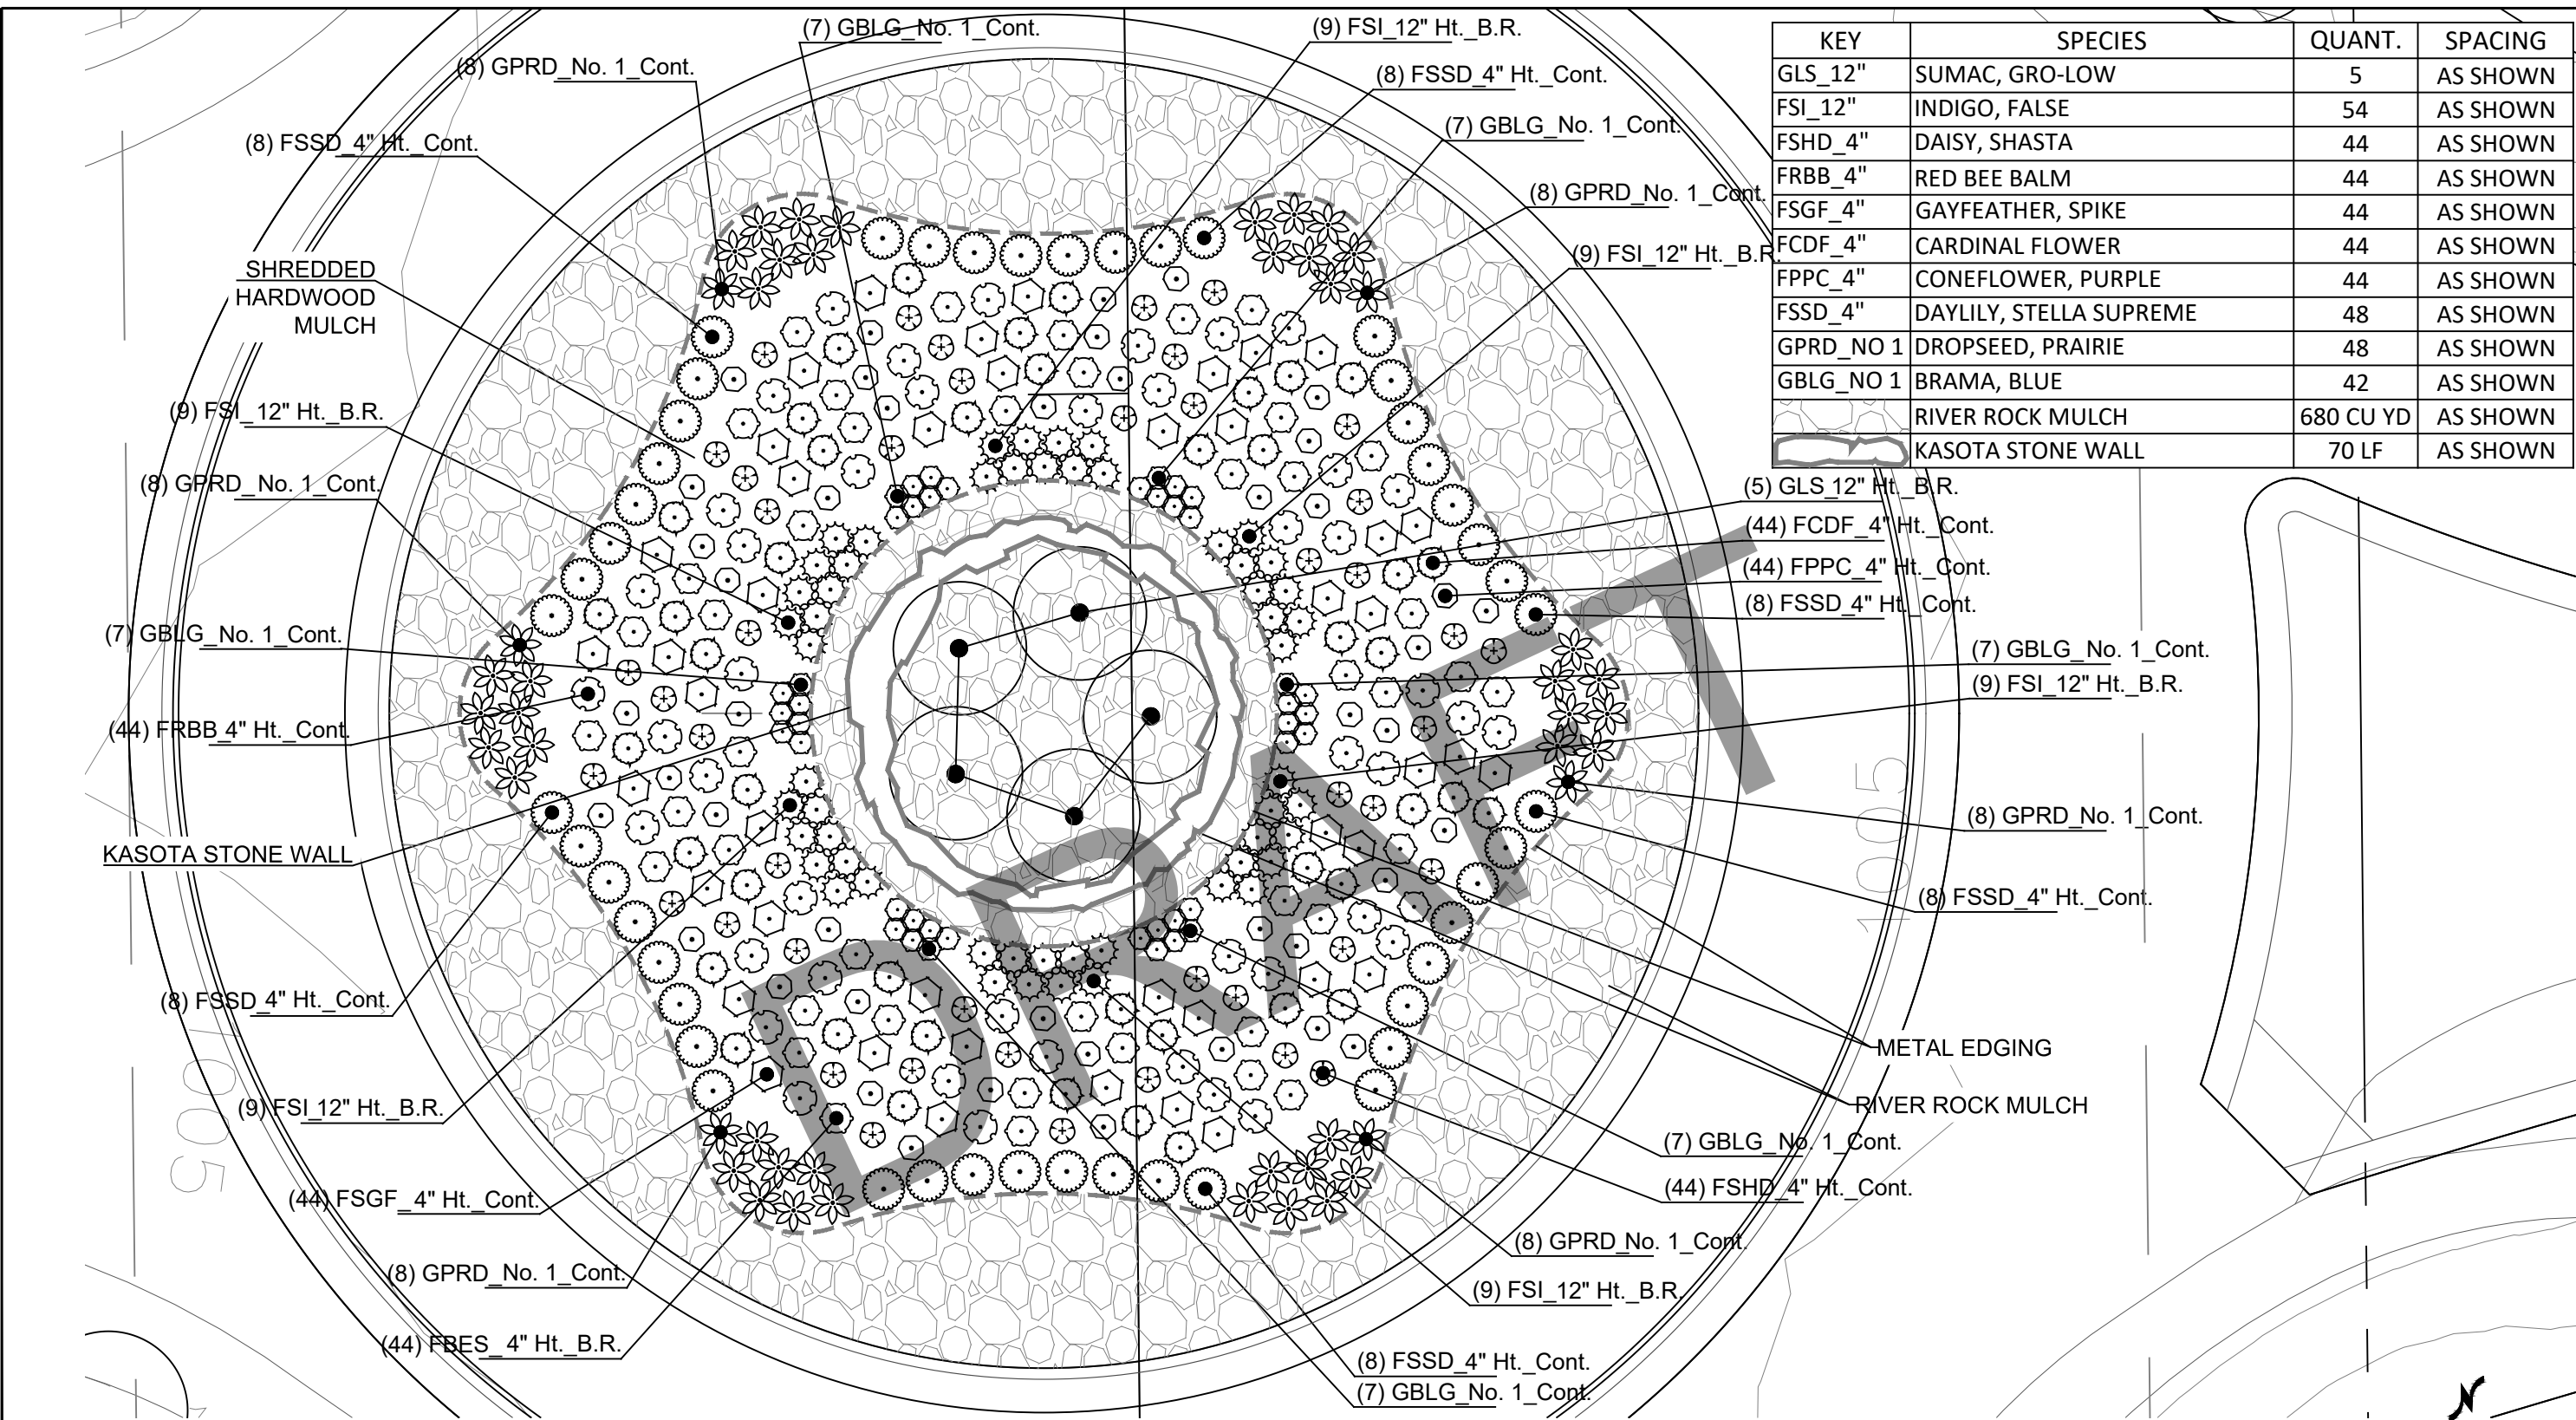 (7) GBLG_No. 1_Cont.
(9) FSI_12" Ht._B.R.
(8) GPRD_No. 1_Cont.
(8) FSSD_4" Ht._Cont.
(7) GBLG_No. 1_Cont.
(8) FSSD_4" Ht._Cont.
(8) GPRD_No. 1_Cont.
(9) FSI_12" Ht._B.R.
SHREDDED
HARDWOOD
MULCH
(9) FSI_12" Ht._B.R.
(8) GPRD_No. 1_Cont.
(7) GBLG_No. 1_Cont.
(44) FRBB_4" Ht._Cont.
KASOTA STONE WALL
(8) FSSD_4" Ht._Cont.
(9) FSI_12" Ht._B.R.
(44) FSGF_4" Ht._Cont.
(8) GPRD_No. 1_Cont.
(44) FBES_4" Ht._B.R.
KEY SPECIES QUANT. SPACING
GLS_12" SUMAC, GRO-LOW 5 AS SHOWN
FSI_12" INDIGO, FALSE 54 AS SHOWN
FSHD_4" DAISY, SHASTA 44 AS SHOWN
FRBB_4" RED BEE BALM 44 AS SHOWN
FSGF_4" GAYFEATHER, SPIKE 44 AS SHOWN
FCDF_4" CARDINAL FLOWER 44 AS SHOWN
FPPC_4" CONEFLOWER, PURPLE 44 AS SHOWN
FSSD_4" DAYLILY, STELLA SUPREME 48 AS SHOWN
GPRD_NO 1 DROPSEED, PRAIRIE 48 AS SHOWN
GBLG_NO 1 BRAMA, BLUE 42 AS SHOWN
RIVER ROCK MULCH 680 CU YD AS SHOWN
KASOTA STONE WALL 70 LF AS SHOWN
(5) GLS_12" Ht._B.R.
(44) FCDF_4" Ht._Cont.
(44) FPPC_4" Ht._Cont.
(8) FSSD_4" Ht._Cont.
(7) GBLG_No. 1_Cont.
(9) FSI_12" Ht._B.R.
(8) GPRD_No. 1_Cont.
(8) FSSD_4" Ht._Cont.
METAL EDGING
RIVER ROCK MULCH
(7) GBLG_No. 1_Cont.
(44) FSHD_4" Ht._Cont.
(8) GPRD_No. 1_Cont.
(9) FSI_12" Ht._B.R.
(8) FSSD_4" Ht._Cont.
(7) GBLG_No. 1_Cont.
DRAFT
1005
1005
N